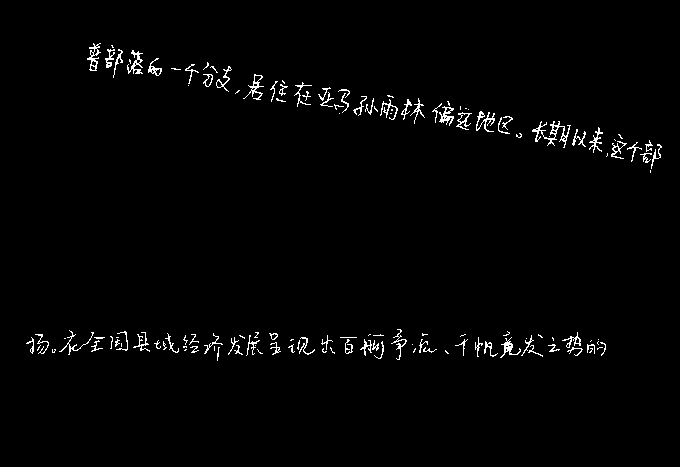 普部落的一个分支，居住在亚马孙雨林偏远地区。长期以来，这个部
扬。在全国县域经济发展呈现出百舸争流、千帆竟发之势的